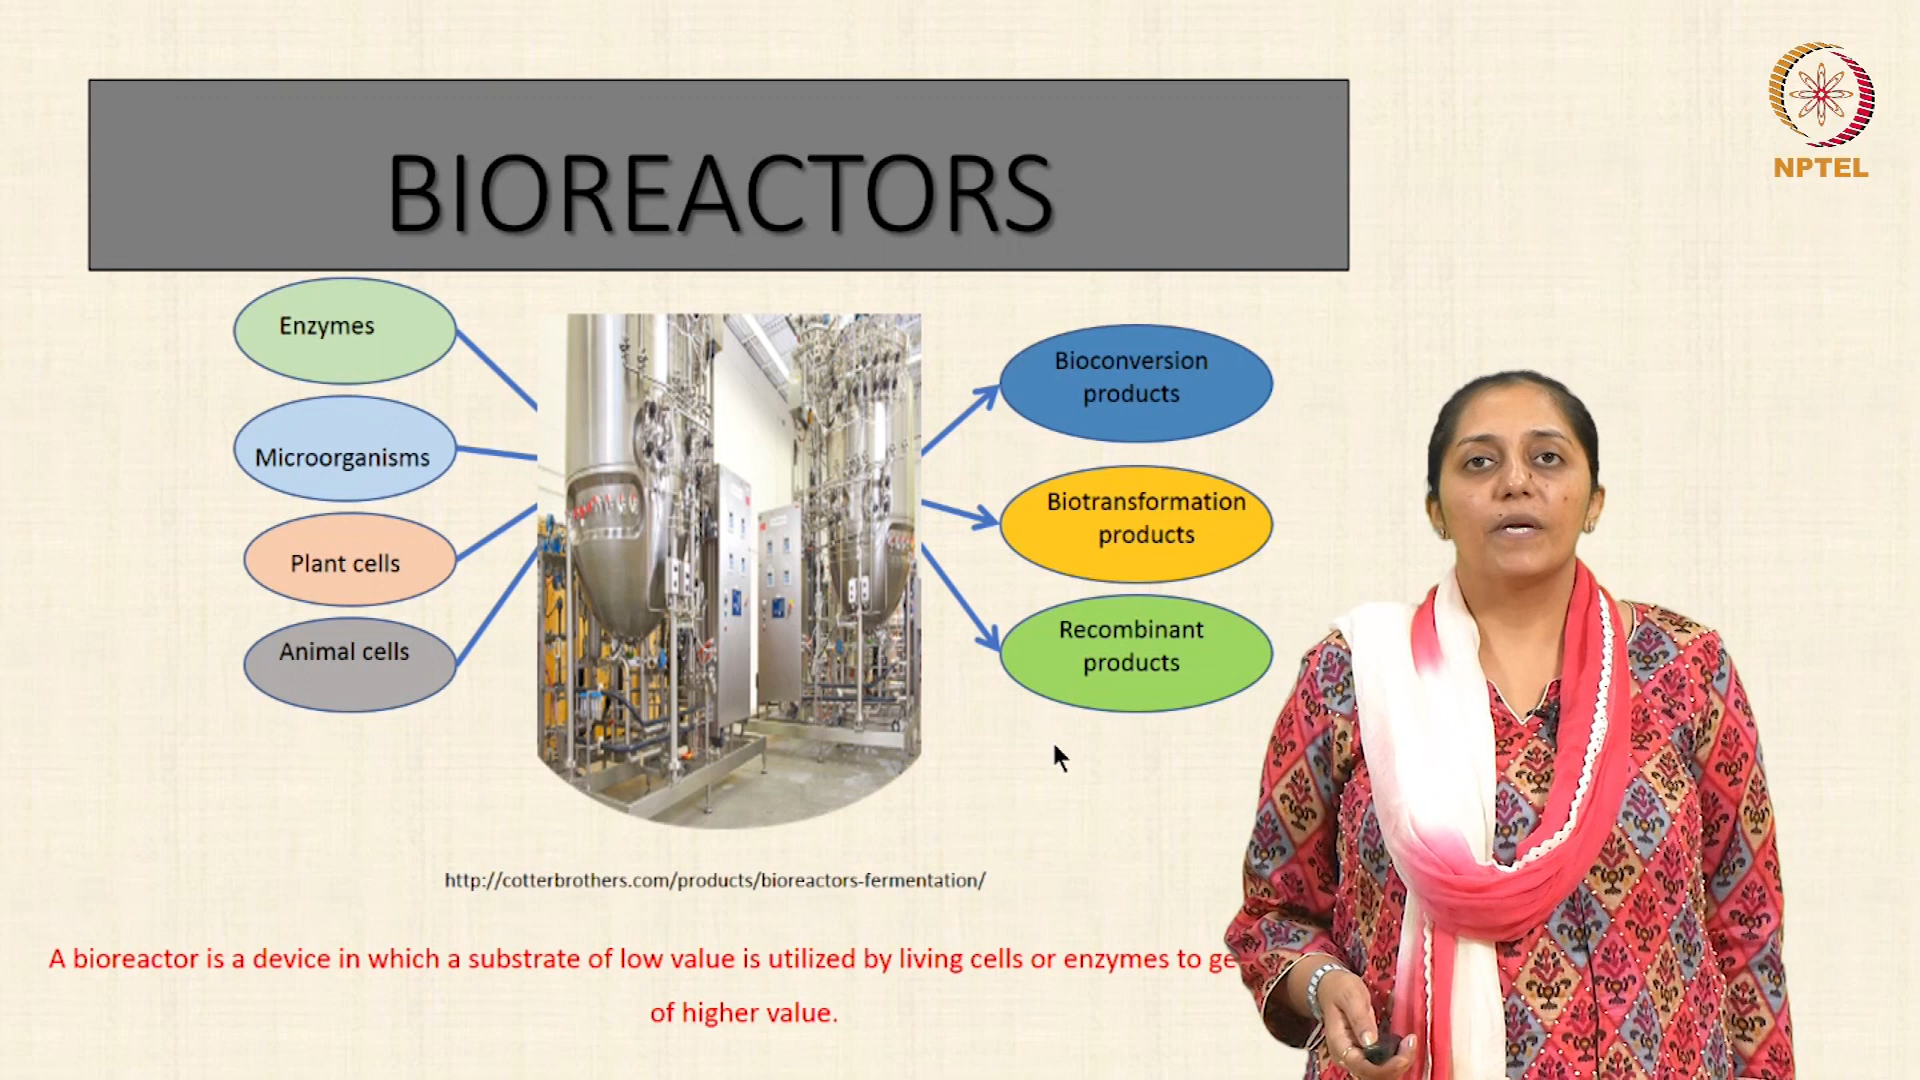 BIOREACTORS
NPTEL
Enzymes
Microorganisms
Plant cells
Animal cells
Bioconversion
products
Biotransformation
products
Recombinant
products
http://cotterbrothers.com/products/bioreactors-fermentation/
A bioreactor is a device in which a substrate of low value is utilized by living cells or enzymes to
of higher value.